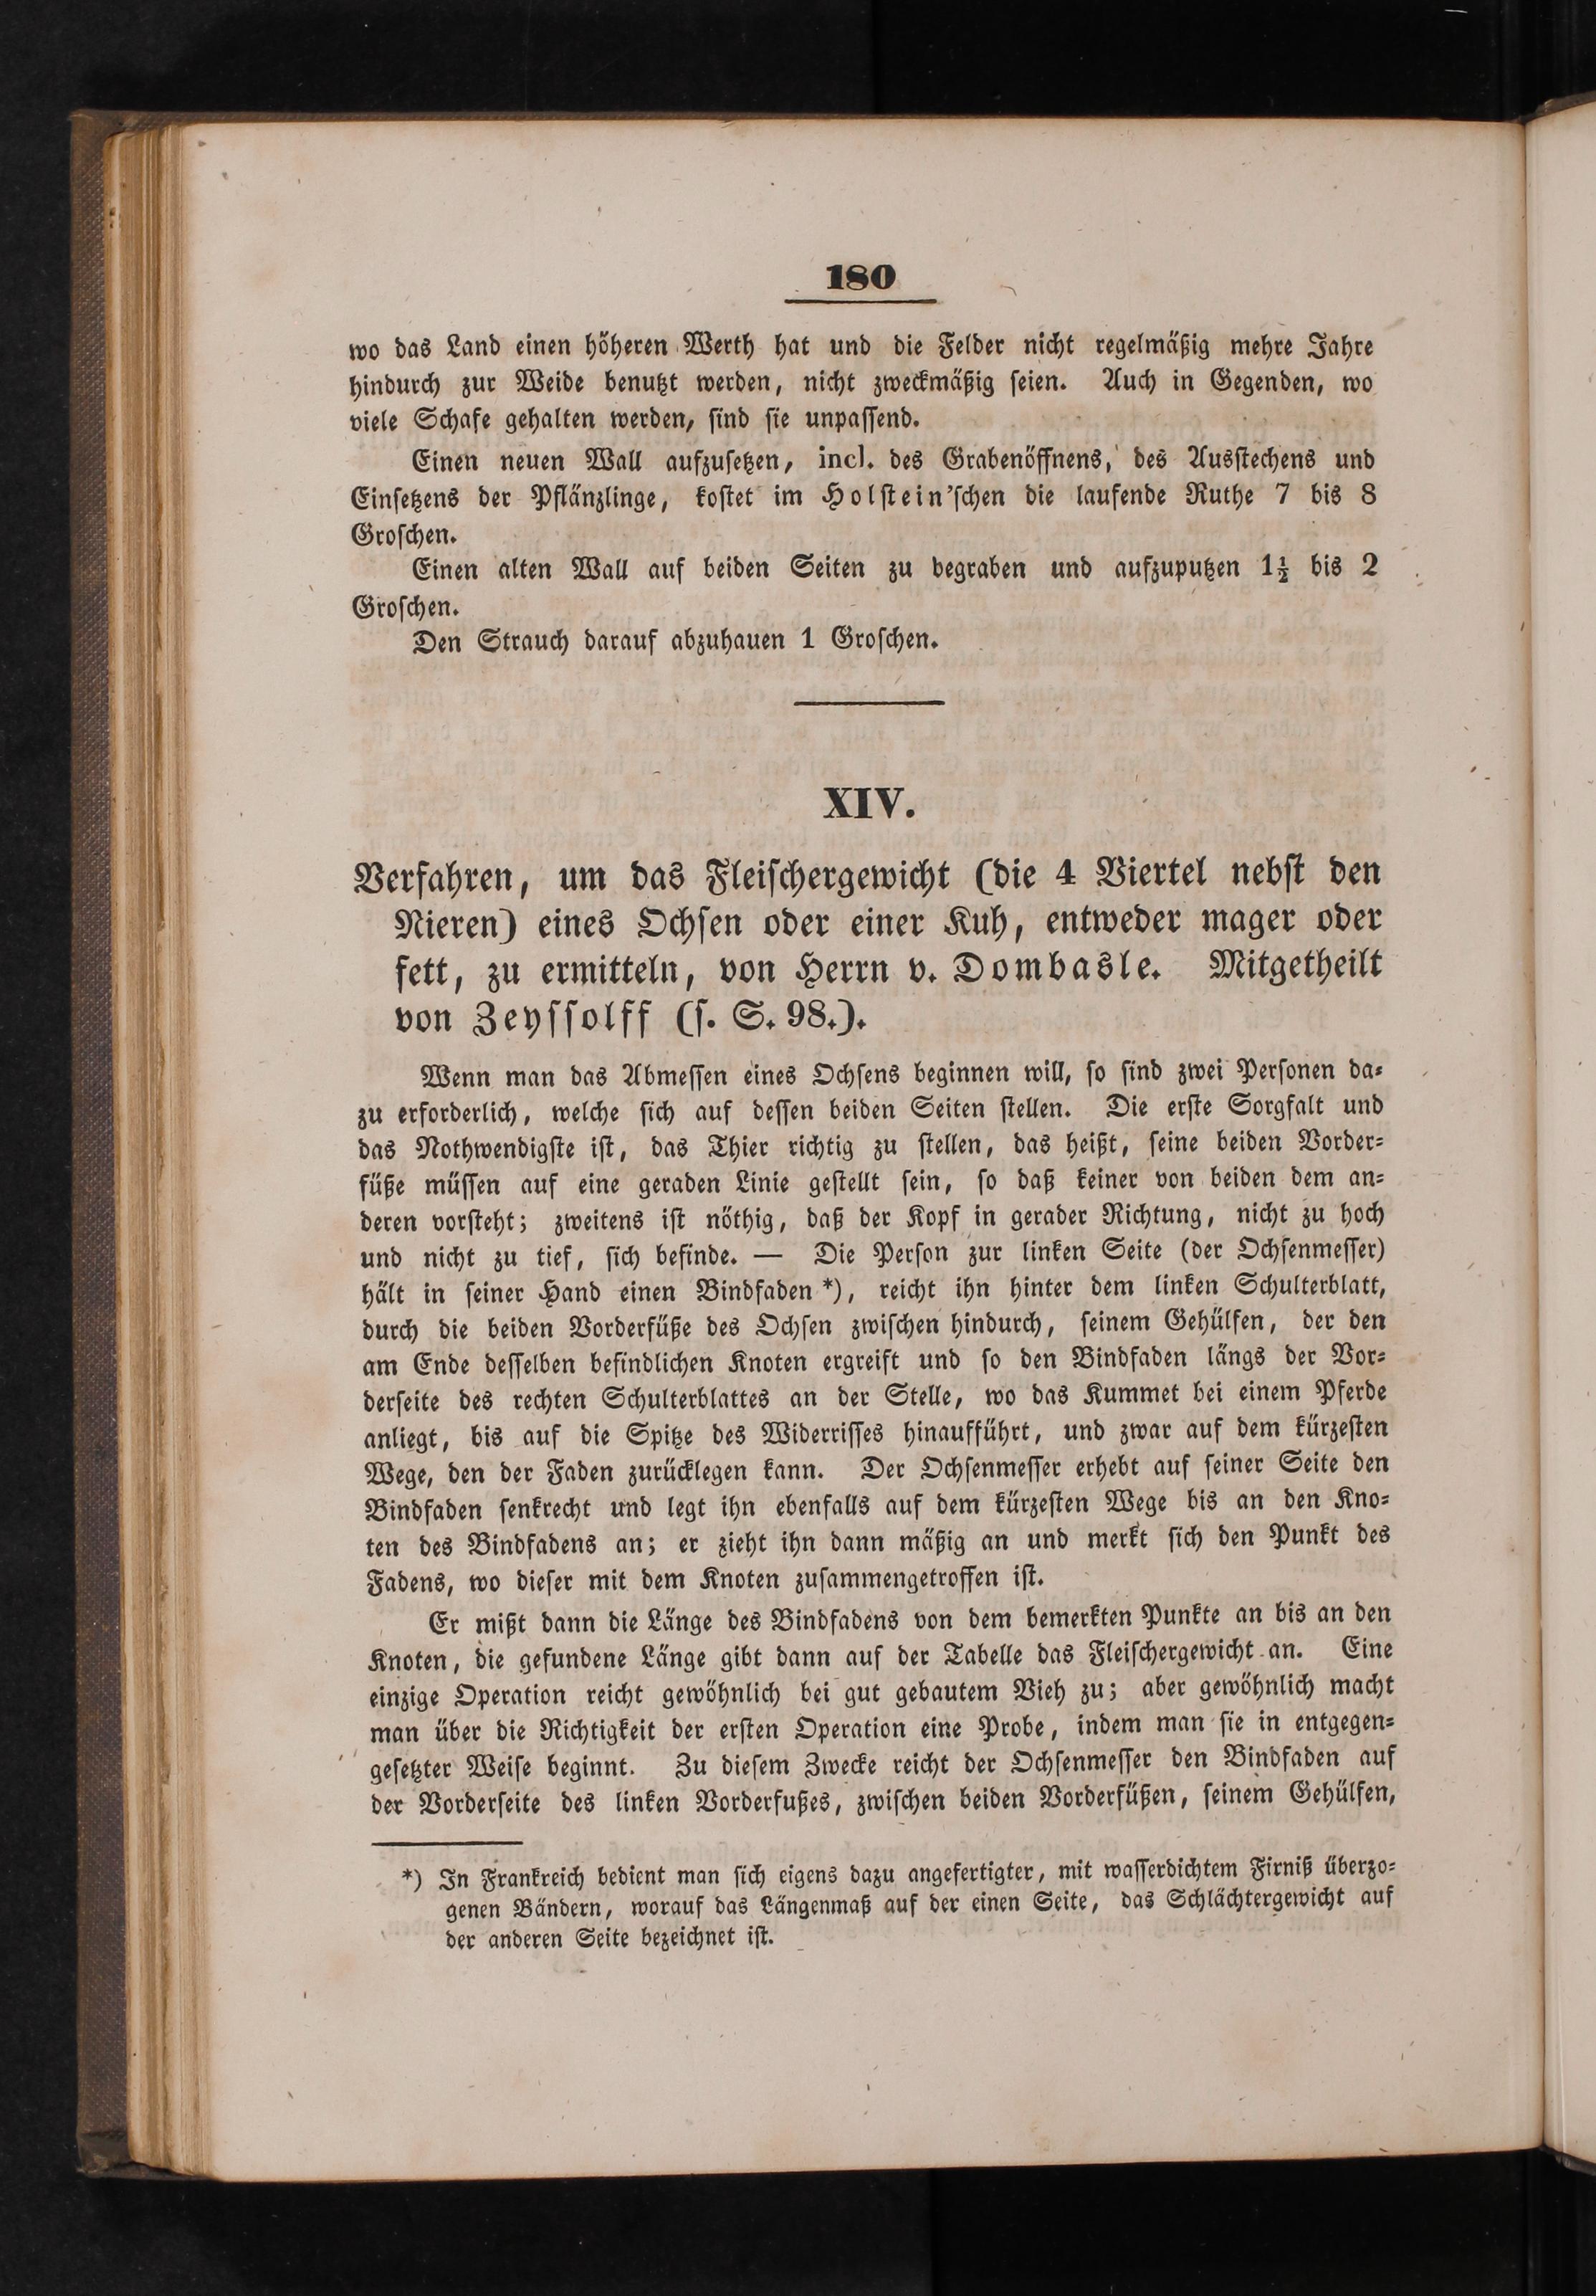 180
wo das Land einen höheren Werth hat und die Felder nicht regelmäßig mehre Jahre
hindurch zur Weide benutzt werden, nicht zweckmäßig seien. Auch in Gegenden, wo
viele Schafe gehalten werden, sind sie unpassend.
Einen neuen Wall aufzusetzen, incl. des Grabenöffnens, des Ausstechens und
Einsetzens der Pflänzlinge, kostet im Holstein'schen die laufende Ruthe 7 bis 8
Groschen.
Einen alten Wall auf beiden Seiten zu begraben und aufzuputzen 1½ bis 2
Groschen.
Den Strauch darauf abzuhauen 1 Groschen.
XIV.
Verfahren, um das Fleischergewicht (die 4 Viertel nebst den
Nieren) eines Ochsen oder einer Kuh, entweder mager oder
fett, zu ermitteln, von Herrn v. Dombasle. Mitgetheilt
von Zeyssolff (s. S. 98.).
Wenn man das Abmessen eines Ochsens beginnen will, so sind zwei Personen da-
zu erforderlich, welche sich auf dessen beiden Seiten stellen. Die erste Sorgfalt und
das Nothwendigste ist, das Thier richtig zu stellen, das heißt, seine beiden Vorder-
füße müssen auf eine geraden Linie gestellt sein, so daß keiner von beiden dem an-
deren vorsteht; zweitens ist nöthig, daß der Kopf in gerader Richtung, nicht zu hoch
und nicht zu tief, sich befinde. — Die Person zur linken Seite (der Ochsenmesser)
hält in seiner Hand einen Bindfaden *), reicht ihn hinter dem linken Schulterblatt,
durch die beiden Vorderfüße des Ochsen zwischen hindurch, seinem Gehülfen, der den
am Ende desselben befindlichen Knoten ergreift und so den Bindfaden längs der Vor-
derseite des rechten Schulterblattes an der Stelle, wo das Kummet bei einem Pferde
anliegt, bis auf die Spitze des Widerrisses hinaufführt, und zwar auf dem kürzesten
Wege, den der Faden zurücklegen kann. Der Ochsenmesser erhebt auf seiner Seite den
Bindfaden senkrecht und legt ihn ebenfalls auf dem kürzesten Wege bis an den Kno-
ten des Bindfadens an; er zieht ihn dann mäßig an und merkt sich den Punkt des
Fadens, wo dieser mit dem Knoten zusammengetroffen ist.
Er mißt dann die Länge des Bindfadens von dem bemerkten Punkte an bis an den
Knoten, die gefundene Länge gibt dann auf der Tabelle das Fleischergewicht an. Eine
einzige Operation reicht gewöhnlich bei gut gebautem Vieh zu; aber gewöhnlich macht
man über die Richtigkeit der ersten Operation eine Probe, indem man sie in entgegen-
gesetzter Weise beginnt. Zu diesem Zwecke reicht der Ochsenmesser den Bindfaden auf
der Vorderseite des linken Vorderfußes, zwischen beiden Vorderfüßen, seinem Gehülfen,
*) In Frankreich bedient man sich eigens dazu angefertigter, mit wasserdichtem Firniß überzo-
genen Bändern, worauf das Längenmaß auf der einen Seite, das Schlächtergewicht auf
der anderen Seite bezeichnet ist.